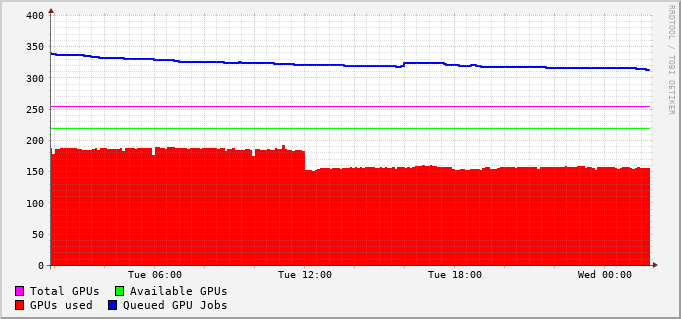 400
350
300
250
200
150
100
50
0
Tue 06:00 Tue 12:00 Tue 18:00 Wed 00:00
Total GPUs Available GPUs
GPUs used Queued GPU Jobs
RRDTOOL / TOBI OETIKER